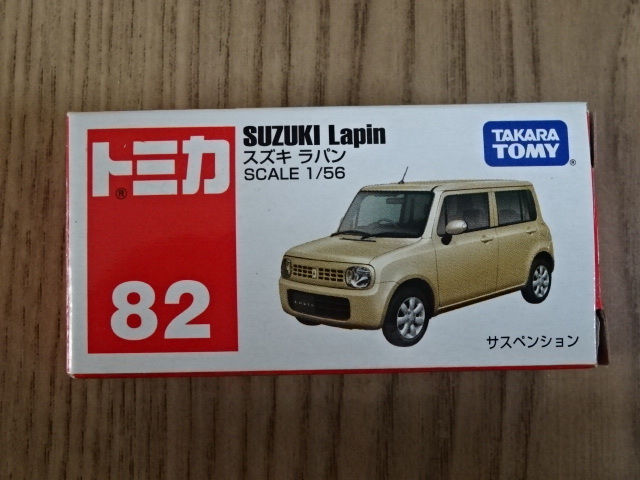 トミカ
®
82
SUZUKI Lapin
スズキ ラパン
SCALE 1/56
TAKARA
TOMY
®
サスペンション